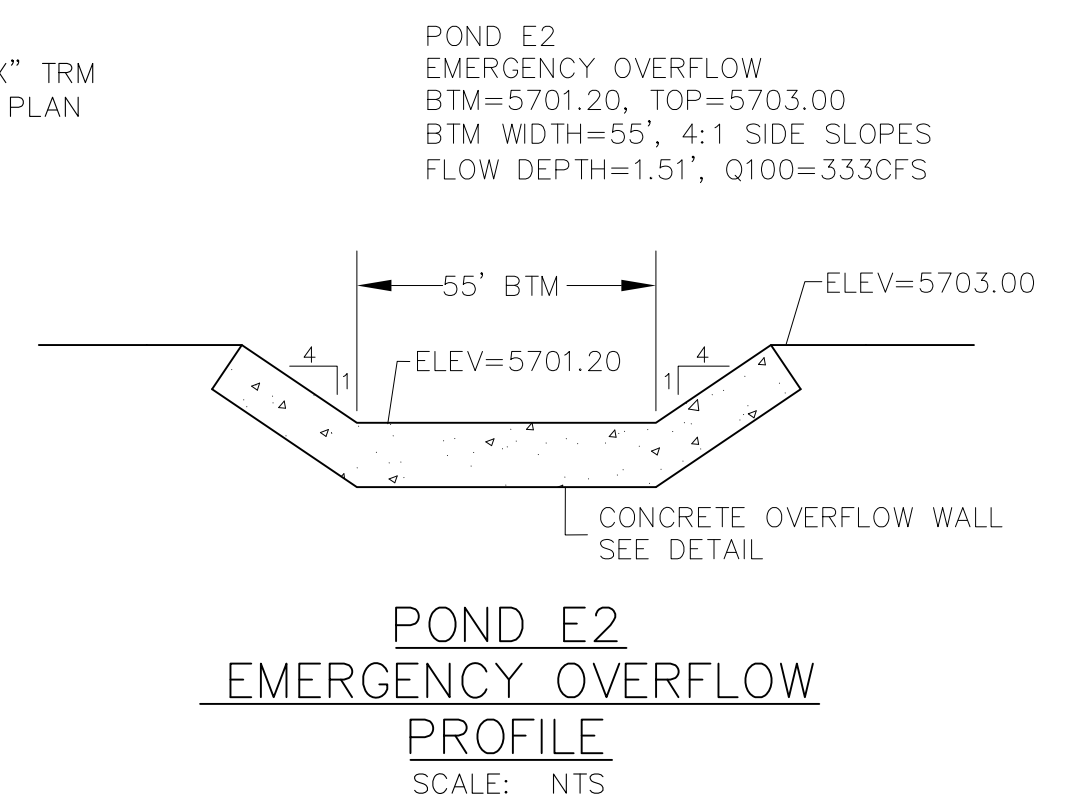 X” TRM
PLAN
POND E2
EMERGENCY OVERFLOW
BTM=5701.20, TOP=5703.00
BTM WIDTH=55', 4:1 SIDE SLOPES
FLOW DEPTH=1.51', Q100=333CFS
55' BTM
ELEV=5703.00
4
1
ELEV=5701.20
4
1
CONCRETE OVERFLOW WALL
SEE DETAIL
POND E2
EMERGENCY OVERFLOW
PROFILE
SCALE: NTS